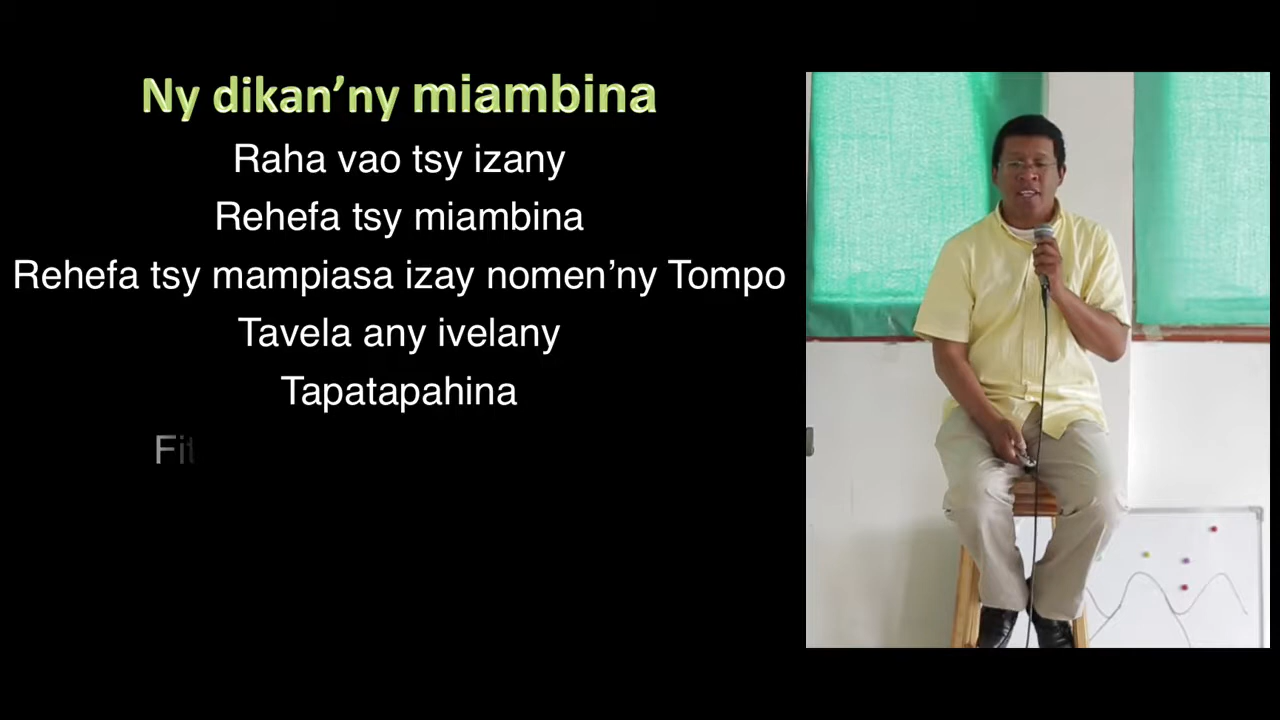 Ny dikan’ny miambina
Raha vao tsy izany
Rehefa tsy miambina
Rehefa tsy mampiasa izay nomen’ny Tompo
Tavela any ivelany
Tapatapahina